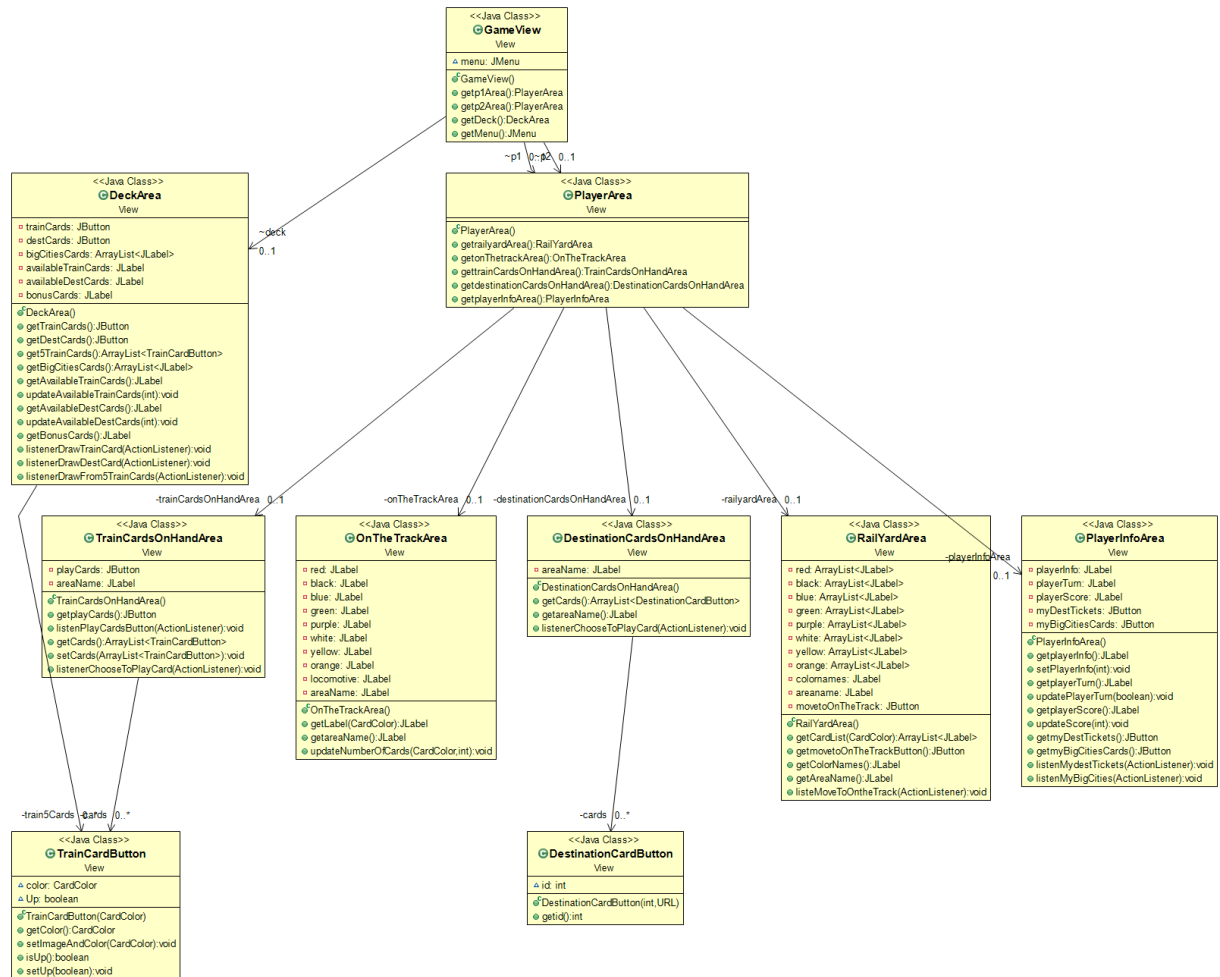 <<Java Class>>
GameView
View
menu: JMenu
GameView()
getp1Area():PlayerArea
getp2Area():PlayerArea
getDeck():DeckArea
getMenu():JMenu
~p1 0..1
~p2 0..1
~deck
0..1
<<Java Class>>
DeckArea
View
trainCards: JButton
destCards: JButton
bigCitiesCards: ArrayList<JLabel>
availableTrainCards: JLabel
availableDestCards: JLabel
bonusCards: JLabel
DeckArea()
getTrainCards():JButton
getDestCards():JButton
get5TrainCards():ArrayList<TrainCardButton>
getBigCitiesCards():ArrayList<JLabel>
getAvailableTrainCards():JLabel
updateAvailableTrainCards(int):void
getAvailableDestCards():JLabel
updateAvailableDestCards(int):void
getBonusCards():JLabel
listenerDrawTrainCard(ActionListener):void
listenerDrawDestCard(ActionListener):void
listenerDrawFrom5TrainCards(ActionListener):void
<<Java Class>>
PlayerArea
View
PlayerArea()
getrailyardArea():RailYardArea
getonThetrackArea():OnTheTrackArea
gettrainCardsOnHandArea():TrainCardsOnHandArea
getdestinationCardsOnHandArea():DestinationCardsOnHandArea
getplayerInfoArea():PlayerInfoArea
-trainCardsOnHandArea 0..1
-onTheTrackArea 0..1
-destinationCardsOnHandArea 0..1
-railyardArea 0..1
-playerInfoArea
0..1
<<Java Class>>
TrainCardsOnHandArea
View
playCards: JButton
areaName: JLabel
TrainCardsOnHandArea()
getplayCards():JButton
listenPlayCardsButton(ActionListener):void
getCards():ArrayList<TrainCardButton>
setCards(ArrayList<TrainCardButton>):void
listenerChooseToPlayCard(ActionListener):void
<<Java Class>>
OnTheTrackArea
View
red: JLabel
black: JLabel
blue: JLabel
green: JLabel
purple: JLabel
white: JLabel
yellow: JLabel
orange: JLabel
locomotive: JLabel
areaName: JLabel
OnTheTrackArea()
getLabel(CardColor):JLabel
getareaName():JLabel
updateNumberOfCards(CardColor,int):void
<<Java Class>>
DestinationCardsOnHandArea
View
areaName: JLabel
DestinationCardsOnHandArea()
getCards():ArrayList<DestinationCardButton>
getareaName():JLabel
listenerChooseToPlayCard(ActionListener):void
<<Java Class>>
RailYardArea
View
red: ArrayList<JLabel>
black: ArrayList<JLabel>
blue: ArrayList<JLabel>
green: ArrayList<JLabel>
purple: ArrayList<JLabel>
white: ArrayList<JLabel>
yellow: ArrayList<JLabel>
orange: ArrayList<JLabel>
colornames: JLabel
areaname: JLabel
movetoOnTheTrack: JButton
RailYardArea()
getCardList(CardColor):ArrayList<JLabel>
getmovetoOnTheTrackButton():JButton
getColorNames():JLabel
getAreaName():JLabel
listeMoveToOntheTrack(ActionListener):void
<<Java Class>>
PlayerInfoArea
View
playerInfo: JLabel
playerTurn: JLabel
playerScore: JLabel
myDestTickets: JButton
myBigCitiesCards: JButton
PlayerInfoArea()
getplayerInfo():JLabel
setPlayerInfo(int):void
getplayerTurn():JLabel
updatePlayerTurn(boolean):void
getplayerScore():JLabel
updateScore(int):void
getmyDestTickets():JButton
getmyBigCitiesCards():JButton
listenMydestTickets(ActionListener):void
listenMyBigCities(ActionListener):void
-train5Cards 0..*
-cards 0..*
-cards 0..*
<<Java Class>>
TrainCardButton
View
color: CardColor
Up: boolean
TrainCardButton(CardColor)
getColor():CardColor
setImageAndColor(CardColor):void
isUp():boolean
setUp(boolean):void
<<Java Class>>
DestinationCardButton
View
id: int
DestinationCardButton(int,URL)
getid():int